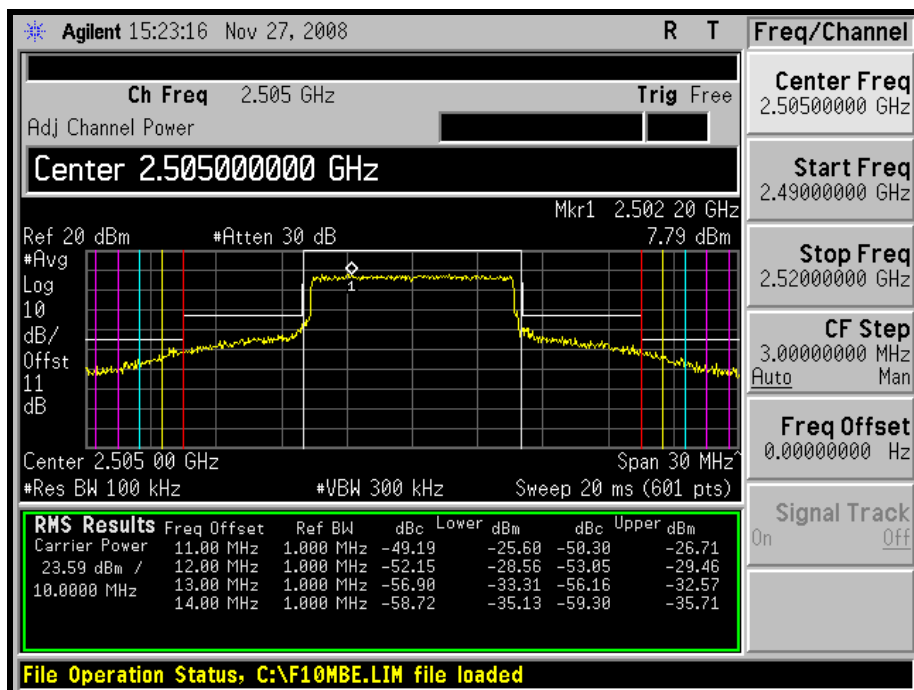 Agilent 15:23:16 Nov 27, 2008 R T
Ch Freq 2.505 GHz Trig Free
Adj Channel Power
Center 2.505000000 GHz
Mkr1 2.502 20 GHz
Ref 20 dBm #Atten 30 dB 7.79 dBm
#Avg
Log
10
dB/
Offst
11
dB
1
Center 2.505 00 GHz Span 30 MHz^
#Res BW 100 kHz #VBW 300 kHz Sweep 20 ms (601 pts)
RMS Results Freq Offset Ref BW dBc Lower dBm dBc Upper dBm
Carrier Power 11.00 MHz 1.000 MHz -49.19 -25.60 -50.30 -26.71
23.59 dBm / 12.00 MHz 1.000 MHz -52.15 -28.56 -53.05 -29.46
10.0000 MHz 13.00 MHz 1.000 MHz -56.90 -33.31 -56.16 -32.57
14.00 MHz 1.000 MHz -58.72 -35.13 -59.30 -35.71
File Operation Status, C:\F10MBE.LIM file loaded
Freq/Channel
Center Freq
2.50500000 GHz
Start Freq
2.49000000 GHz
Stop Freq
2.52000000 GHz
CF Step
3.00000000 MHz
Auto Man
Freq Offset
0.00000000 Hz
Signal Track
On Off